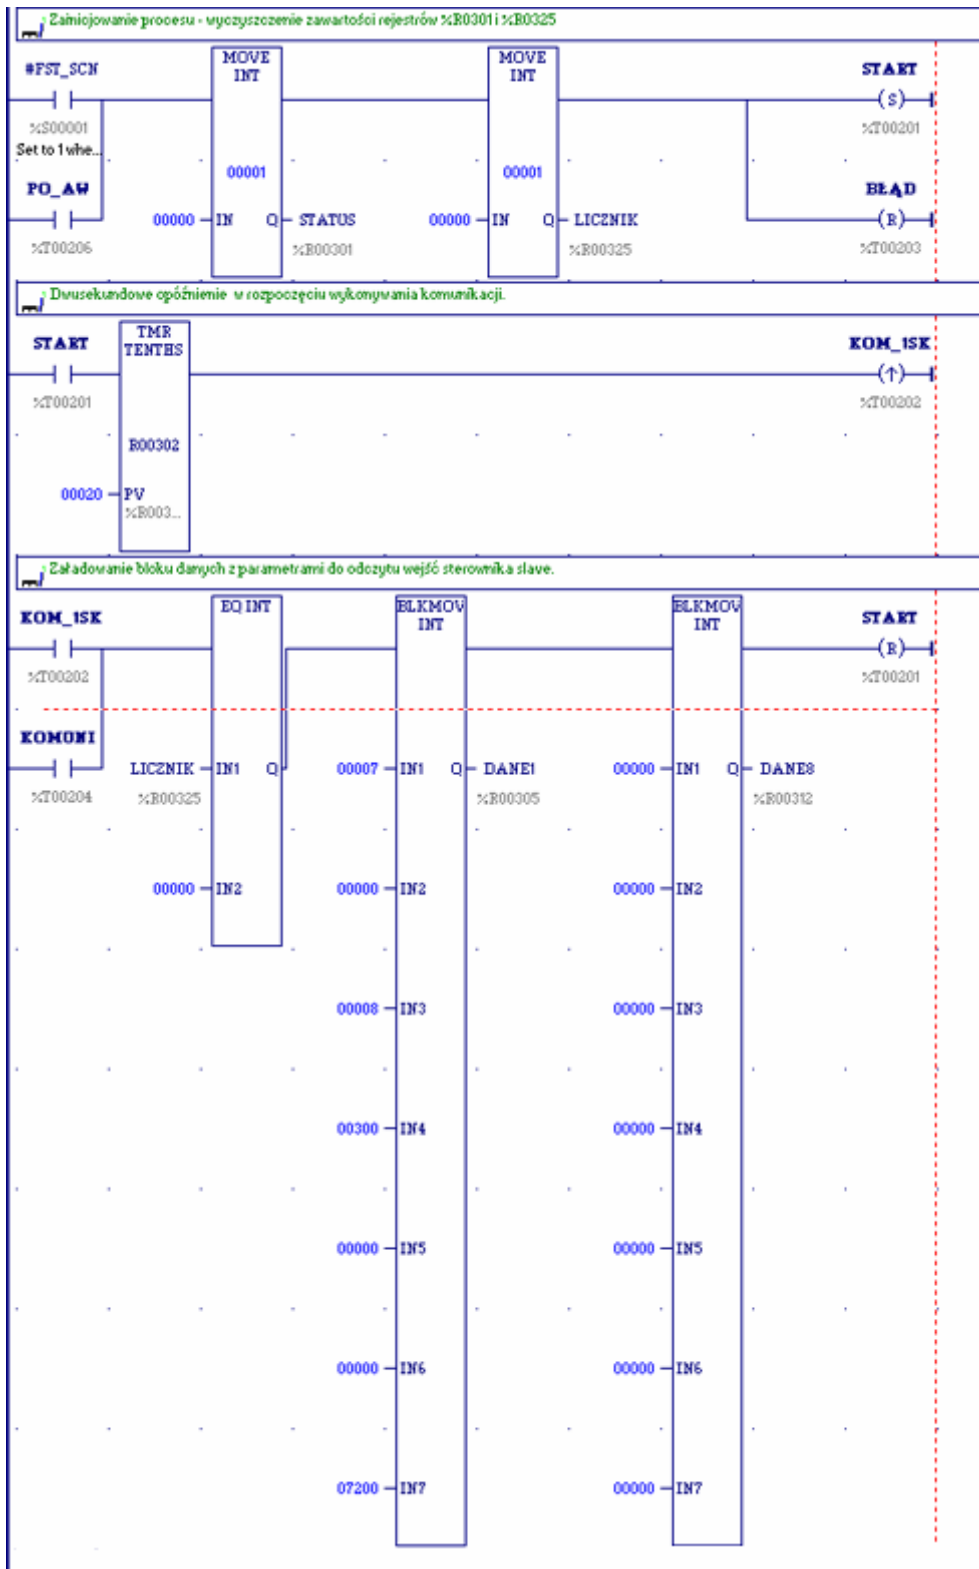 Zainicjowanie procesu - wyczyszczenie zawartości rejestrów %R0301 i %R0325
#FST_SCN
MOVE
INT
MOVE
INT
START
(S)
%S00001
%T00201
Set to 1 whe...
00001
00001
PO_AW
BŁĄD
00000 IN Q STATUS
00000 IN Q LICZNIK
(R)
%T00206
%R00301
%R00325
%T00203
Dwusekundowe opóźnienie w rozpoczęciu wykonywania komunikacji.
START
TMR
TENTHS
KOM_1SK
(↑)
%T00201
%T00202
R00302
00020 PV
%R003...
Załadowanie bloku danych z parametrami do odczytu wejść sterownika slave.
KOM_1SK
EQ INT
BLKMOV
INT
BLKMOV
INT
START
(R)
%T00202
%T00201
KOMUNI
LICZNIK IN1 Q
00007 IN1 Q DANE1
00000 IN1 Q DANE8
%T00204
%R00325
%R00305
%R00312
00000 IN2
00000 IN2
00000 IN2
00008 IN3
00000 IN3
00300 IN4
00000 IN4
00000 IN5
00000 IN5
00000 IN6
00000 IN6
07200 IN7
00000 IN7